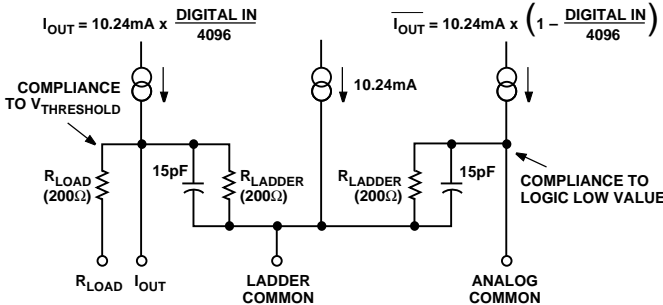 I_OUT = 10.24mA x DIGITAL IN / 4096
I̅_O̅U̅T̅ = 10.24mA x (1 – DIGITAL IN / 4096)
COMPLIANCE
TO V_THRESHOLD
10.24mA
R_LOAD
(200Ω)
15pF
R_LADDER
(200Ω)
R_LADDER
(200Ω)
15pF
COMPLIANCE TO
LOGIC LOW VALUE
R_LOAD
I_OUT
LADDER
COMMON
ANALOG
COMMON